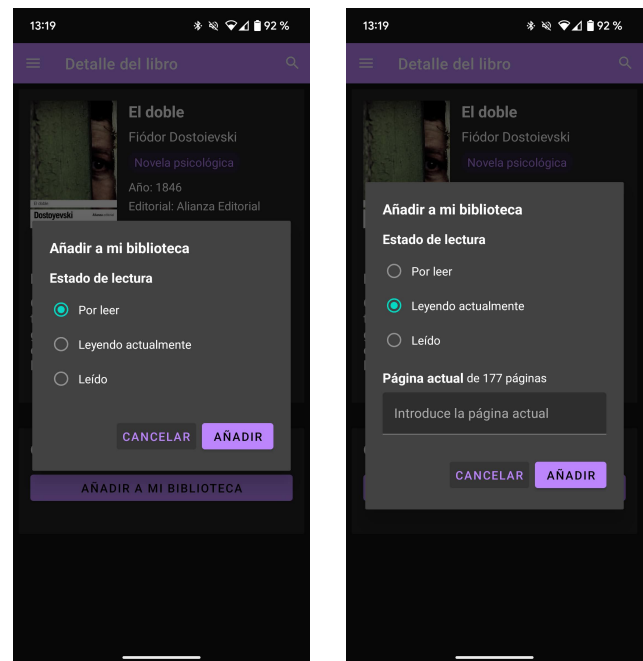 13:19
92 %
Detalle del libro
El doble
Fiódor Dostoievski
Novela psicológica
Año: 1846
Editorial: Alianza Editorial
El doble
Dostoyevski
Añadir a mi biblioteca
Estado de lectura
Por leer
Leyendo actualmente
Leído
CANCELAR
AÑADIR
AÑADIR A MI BIBLIOTECA
13:19
92 %
Detalle del libro
El doble
Fiódor Dostoievski
Novela psicológica
Añadir a mi biblioteca
Estado de lectura
Por leer
Leyendo actualmente
Leído
Página actual de 177 páginas
Introduce la página actual
CANCELAR
AÑADIR